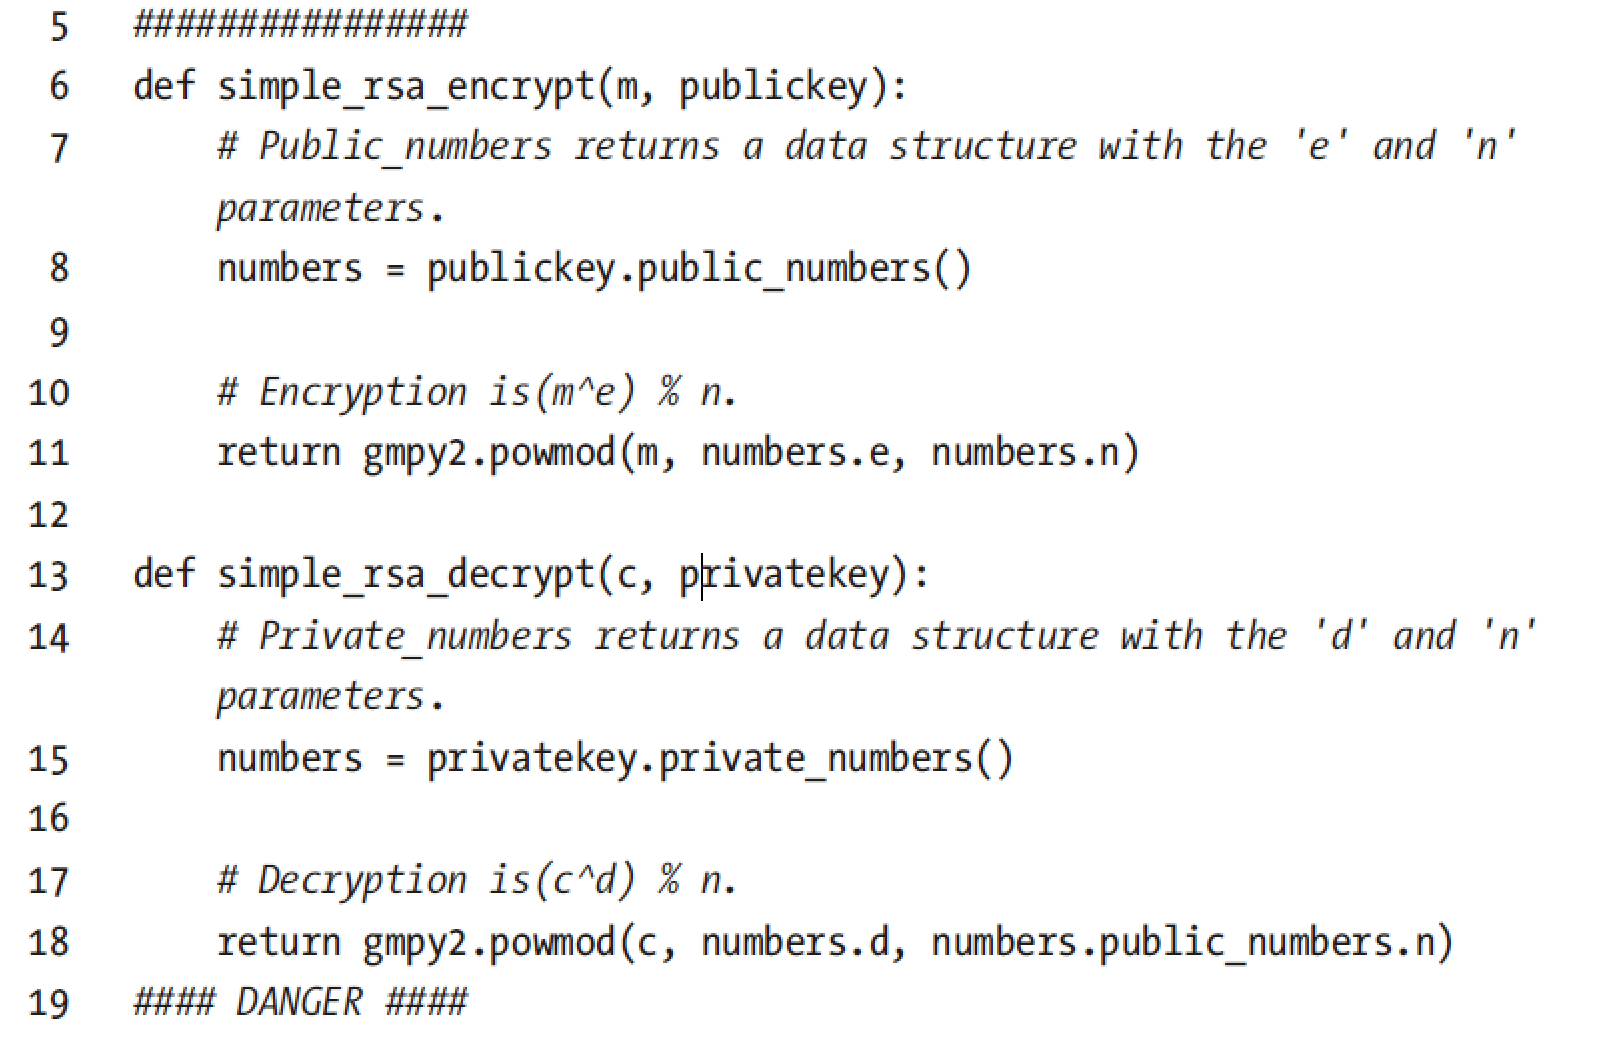 5 ################
6 def simple_rsa_encrypt(m, publickey):
7 # Public_numbers returns a data structure with the 'e' and 'n'
parameters.
8 numbers = publickey.public_numbers()
9
10 # Encryption is(m^e) % n.
11 return gmpy2.powmod(m, numbers.e, numbers.n)
12
13 def simple_rsa_decrypt(c, privatekey):
14 # Private_numbers returns a data structure with the 'd' and 'n'
parameters.
15 numbers = privatekey.private_numbers()
16
17 # Decryption is(c^d) % n.
18 return gmpy2.powmod(c, numbers.d, numbers.public_numbers.n)
19 #### DANGER ####